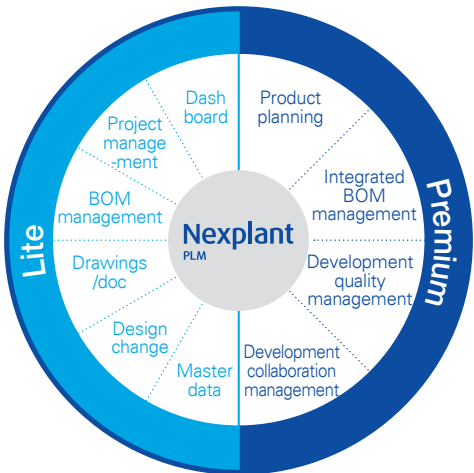 Lite
Dash
board
Project
manage
-ment
BOM
management
Drawings
/doc
Design
change
Master
data
Nexplant
PLM
Product
planning
Integrated
BOM
management
Development
quality
management
Development
collaboration
management
Premium